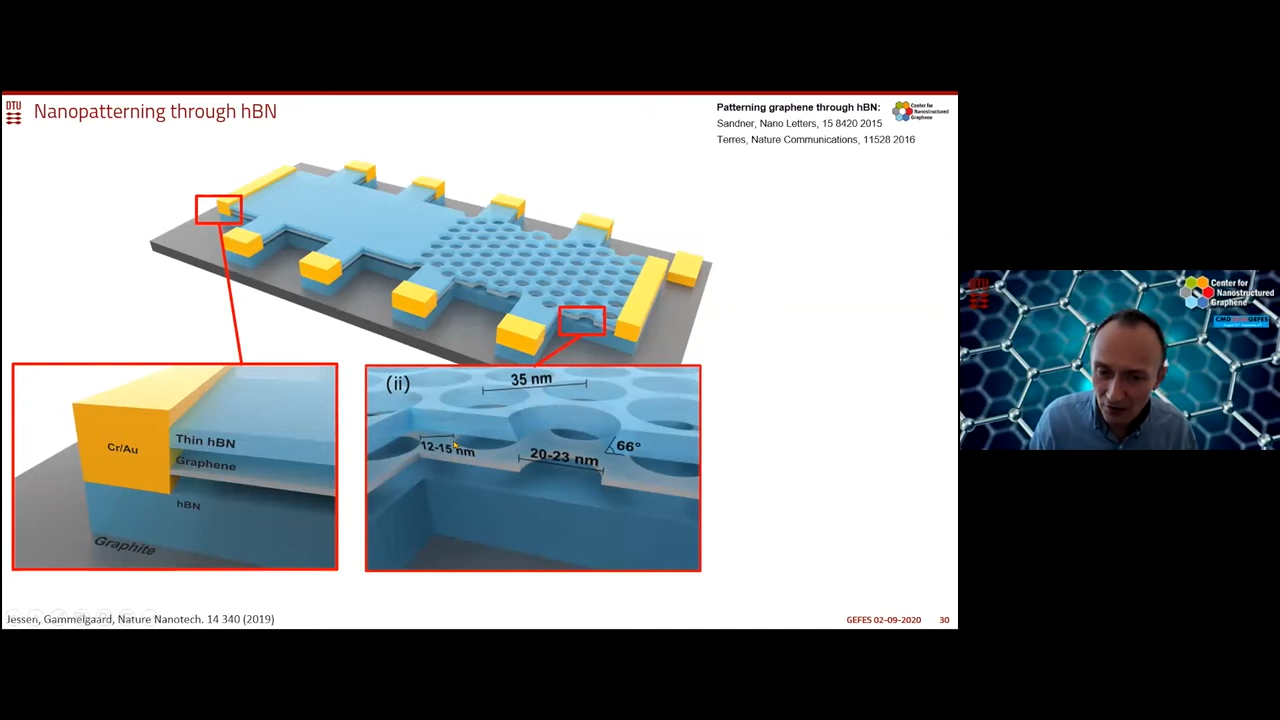 DTU
Nanopatterning through hBN
Patterning graphene through hBN:
Sandner, Nano Letters, 15 8420 2015
Terres, Nature Communications, 11528 2016
Center for
Nanostructured
Graphene
Cr/Au
Thin hBN
Graphene
hBN
Graphite
(ii)
35 nm
12-15 nm
20-23 nm
66°
Jessen, Gammelgaard, Nature Nanotech. 14 340 (2019)
GEFES 02-09-2020
30
DTU
Center for
Nanostructured
Graphene